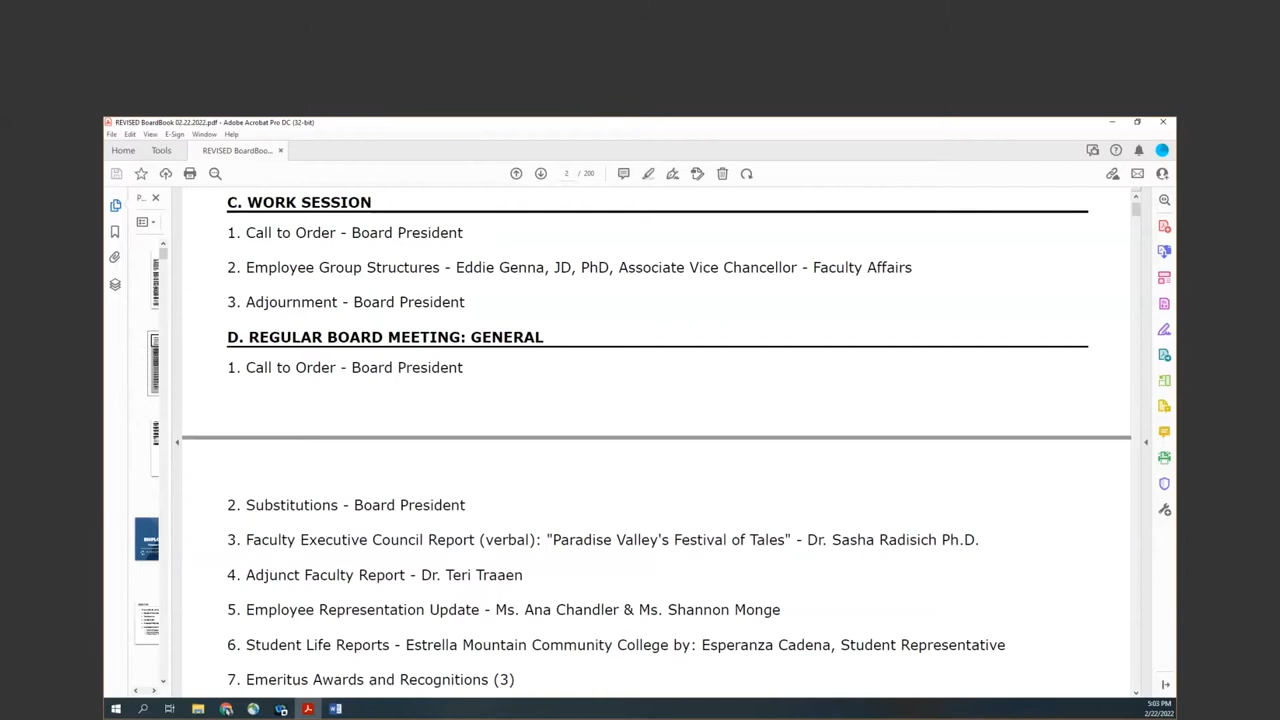 REVISED BoardBook 02.22.2022.pdf - Adobe Acrobat Pro DC (32-bit)
File Edit View E-Sign Window Help
Home Tools REVISED BoardBoo... ×
2 / 200
P...
C. WORK SESSION
1. Call to Order - Board President
2. Employee Group Structures - Eddie Genna, JD, PhD, Associate Vice Chancellor - Faculty Affairs
3. Adjournment - Board President
D. REGULAR BOARD MEETING: GENERAL
1. Call to Order - Board President
2. Substitutions - Board President
3. Faculty Executive Council Report (verbal): "Paradise Valley's Festival of Tales" - Dr. Sasha Radisich Ph.D.
4. Adjunct Faculty Report - Dr. Teri Traaen
5. Employee Representation Update - Ms. Ana Chandler & Ms. Shannon Monge
6. Student Life Reports - Estrella Mountain Community College by: Esperanza Cadena, Student Representative
7. Emeritus Awards and Recognitions (3)
5:03 PM
2/22/2022